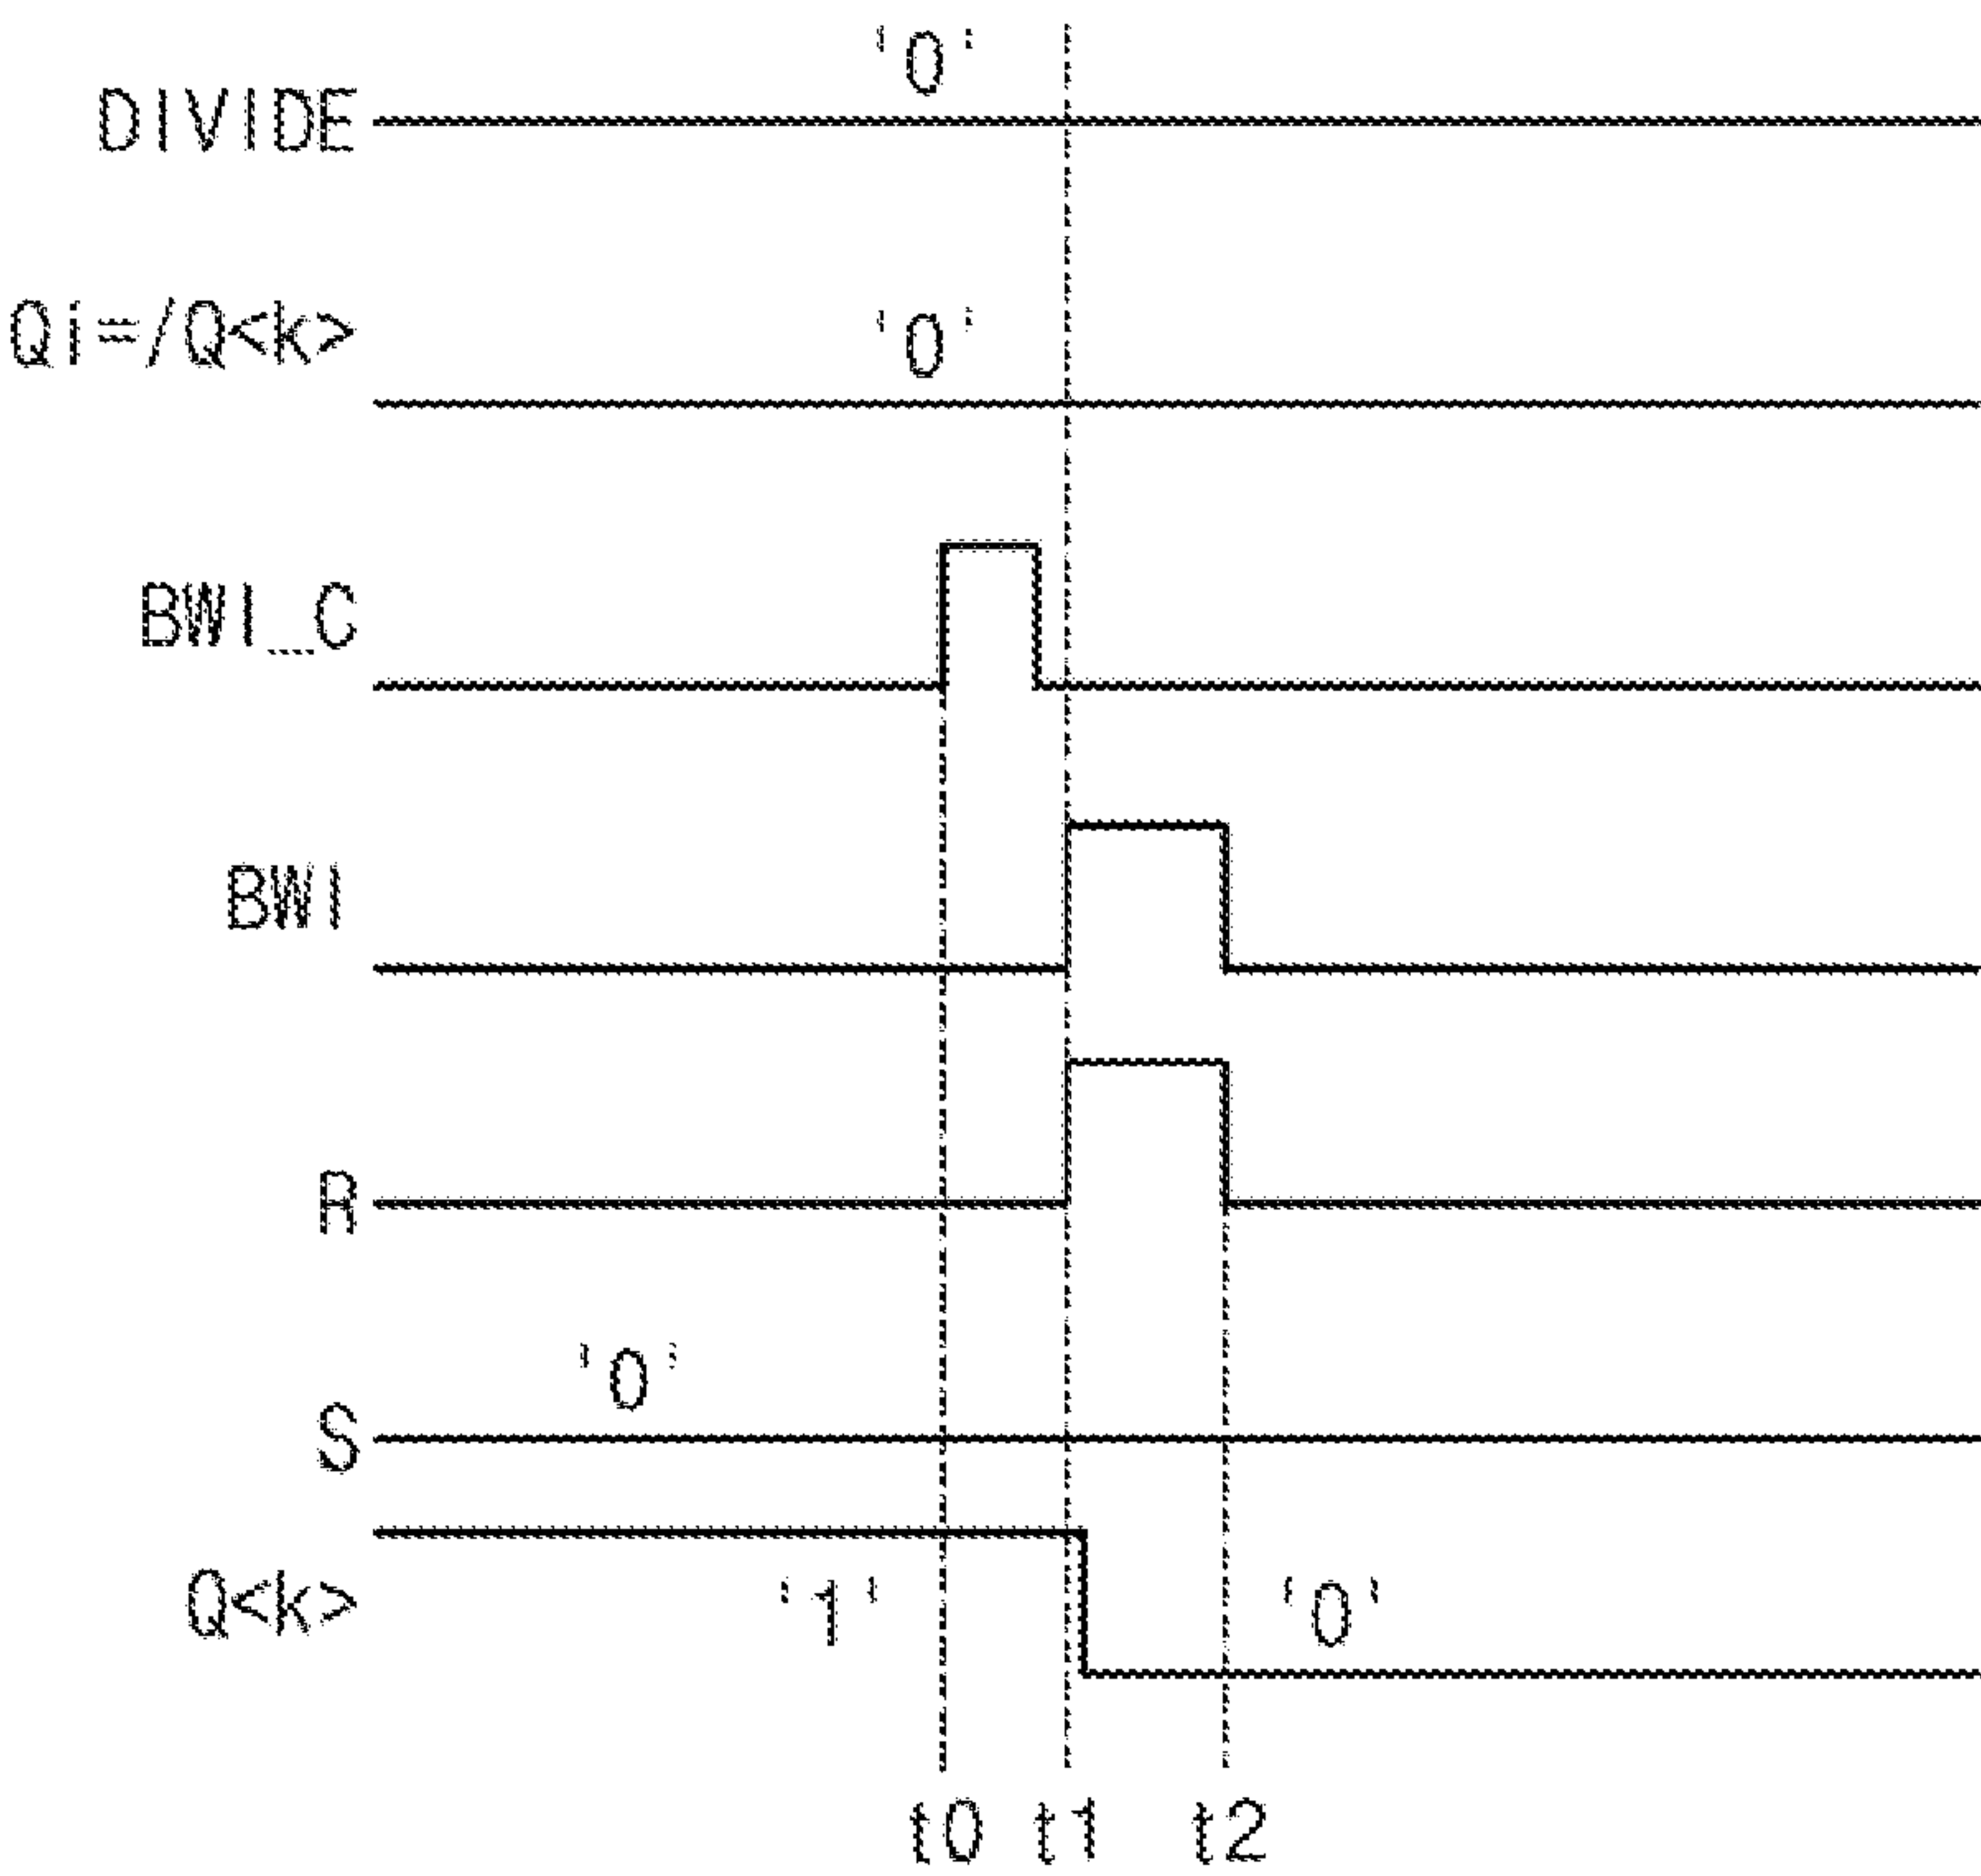 '0'
DIVIDE
Qi=/Q<k>
'0'
BWI_C
BWI
R
'0'
S
Q<k> '1' '0'
t0 t1 t2